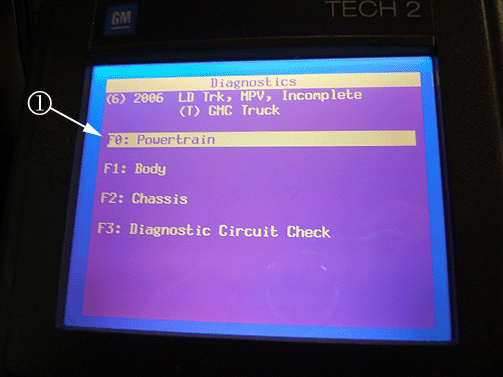 GM
TECH 2
Diagnostics
(6) 2006 LD Trk, MPV, Incomplete
(T) GMC Truck
1
F0: Powertrain
F1: Body
F2: Chassis
F3: Diagnostic Circuit Check